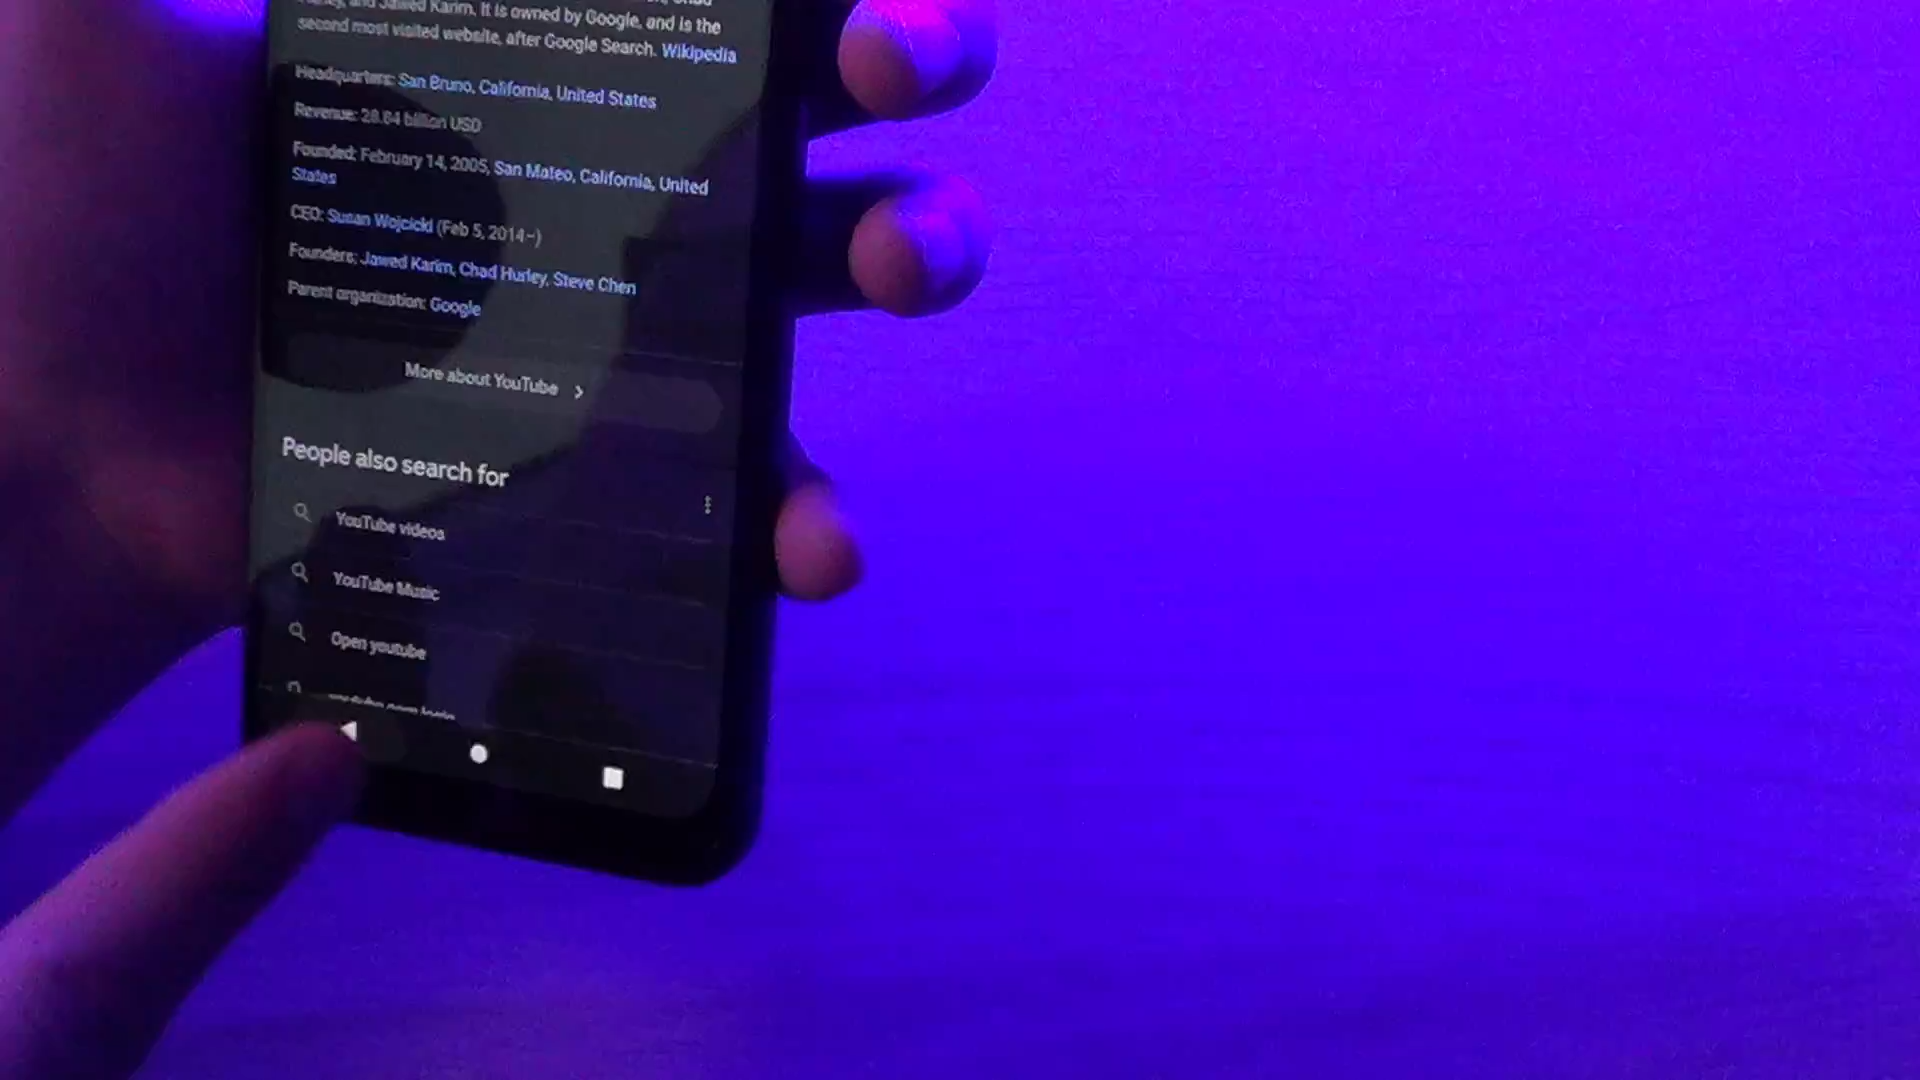 and Jawed Karim. It is owned by Google, and is the
second most visited website, after Google Search. Wikipedia
Headquarters: San Bruno, California, United States
Revenue: 28.84 billion USD
Founded: February 14, 2005, San Mateo, California, United
States
CEO: Susan Wojcicki (Feb 5, 2014–)
Founders: Jawed Karim, Chad Hurley, Steve Chen
Parent organization: Google
More about YouTube
People also search for
YouTube videos
YouTube Music
Open youtube